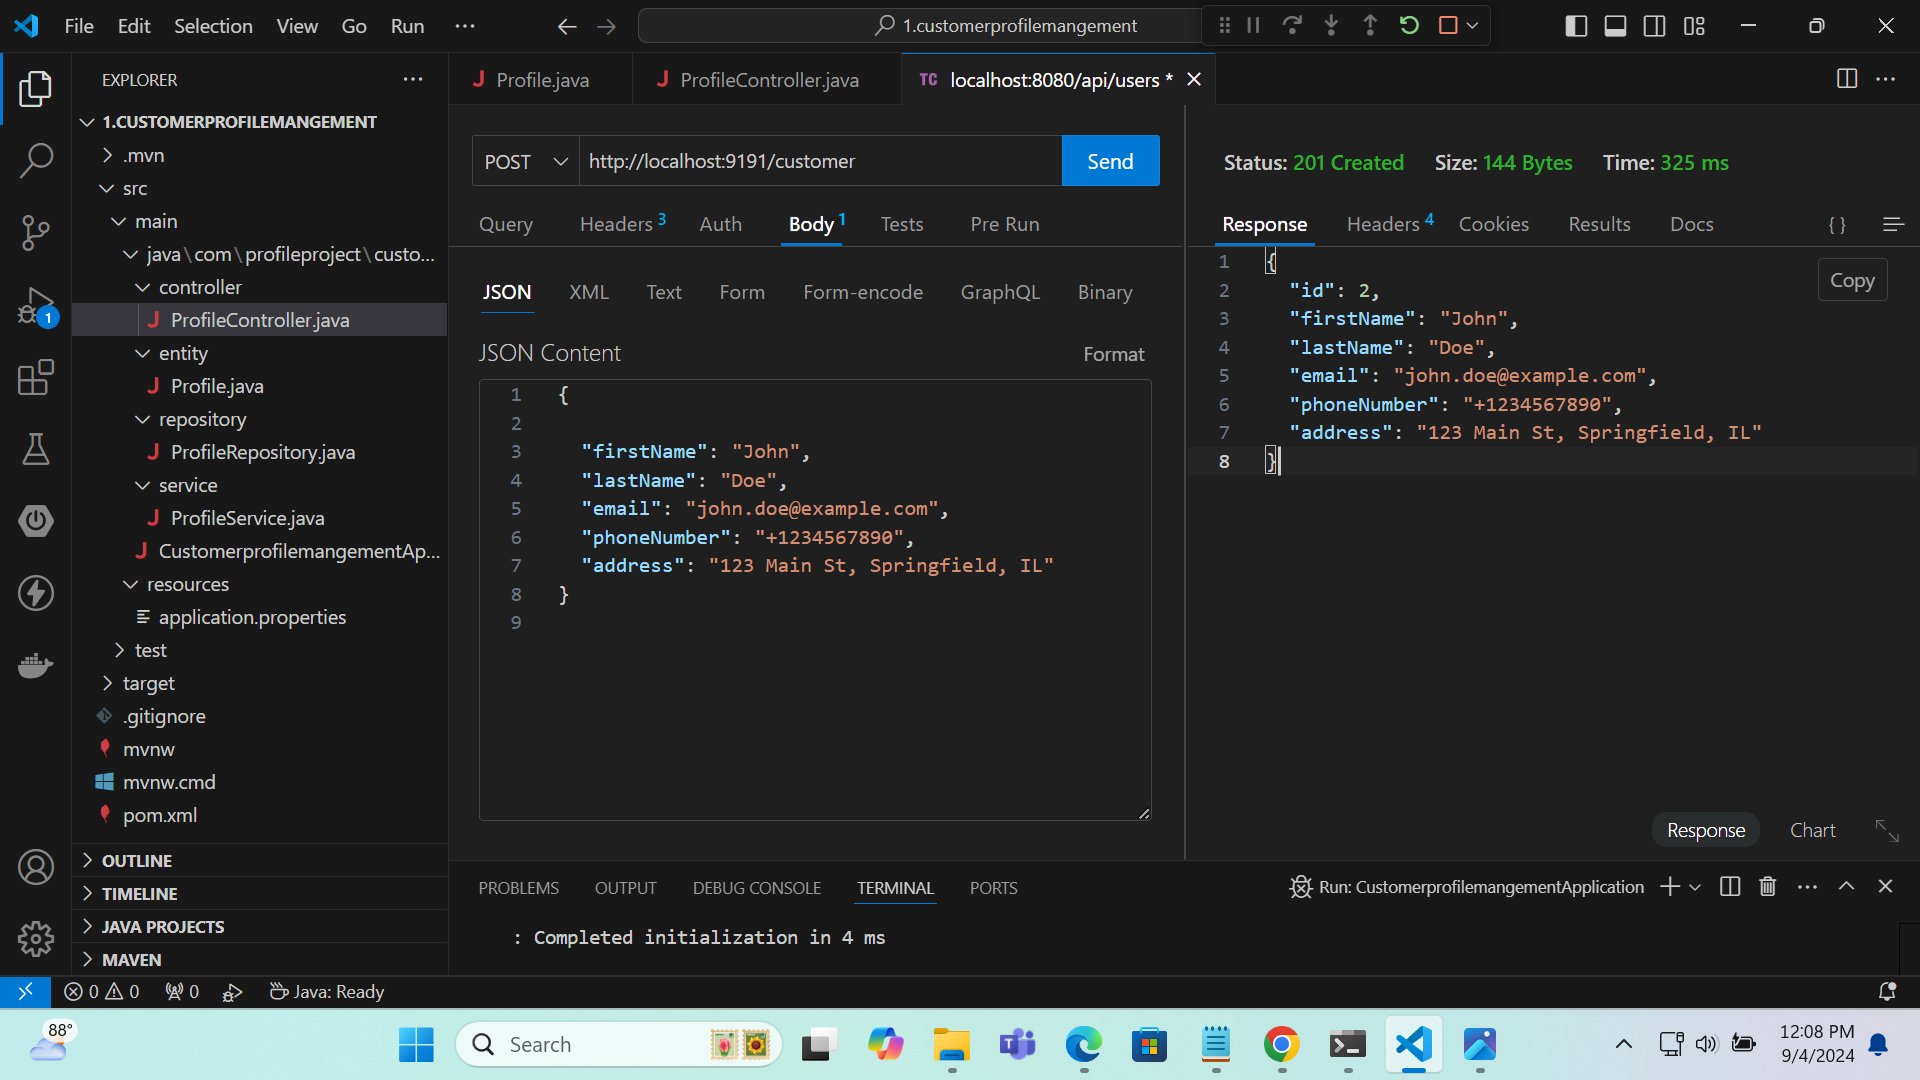 File Edit Selection View Go Run ··· 1.customerprofilemangement
EXPLORER ···
1.CUSTOMERPROFILEMANGEMENT
.mvn
src
main
java\com\profileproject\custo...
controller
ProfileController.java
entity
Profile.java
repository
ProfileRepository.java
service
ProfileService.java
CustomerprofilemangementAp...
resources
application.properties
test
target
.gitignore
mvnw
mvnw.cmd
pom.xml
OUTLINE
TIMELINE
JAVA PROJECTS
MAVEN
1
Profile.java ProfileController.java TC localhost:8080/api/users * ···
POST http://localhost:9191/customer Send
Query Headers 3 Auth Body 1 Tests Pre Run
JSON XML Text Form Form-encode GraphQL Binary
JSON Content Format
1 {
2
3 "firstName": "John",
4 "lastName": "Doe",
5 "email": "john.doe@example.com",
6 "phoneNumber": "+1234567890",
7 "address": "123 Main St, Springfield, IL"
8 }
9
Status: 201 Created Size: 144 Bytes Time: 325 ms
Response Headers 4 Cookies Results Docs { }
Copy
1 {
2 "id": 2,
3 "firstName": "John",
4 "lastName": "Doe",
5 "email": "john.doe@example.com",
6 "phoneNumber": "+1234567890",
7 "address": "123 Main St, Springfield, IL"
8 }
Response Chart
PROBLEMS OUTPUT DEBUG CONSOLE TERMINAL PORTS Run: CustomerprofilemangementApplication ···
: Completed initialization in 4 ms
0 0 0 Java: Ready
88° Search 12:08 PM
9/4/2024